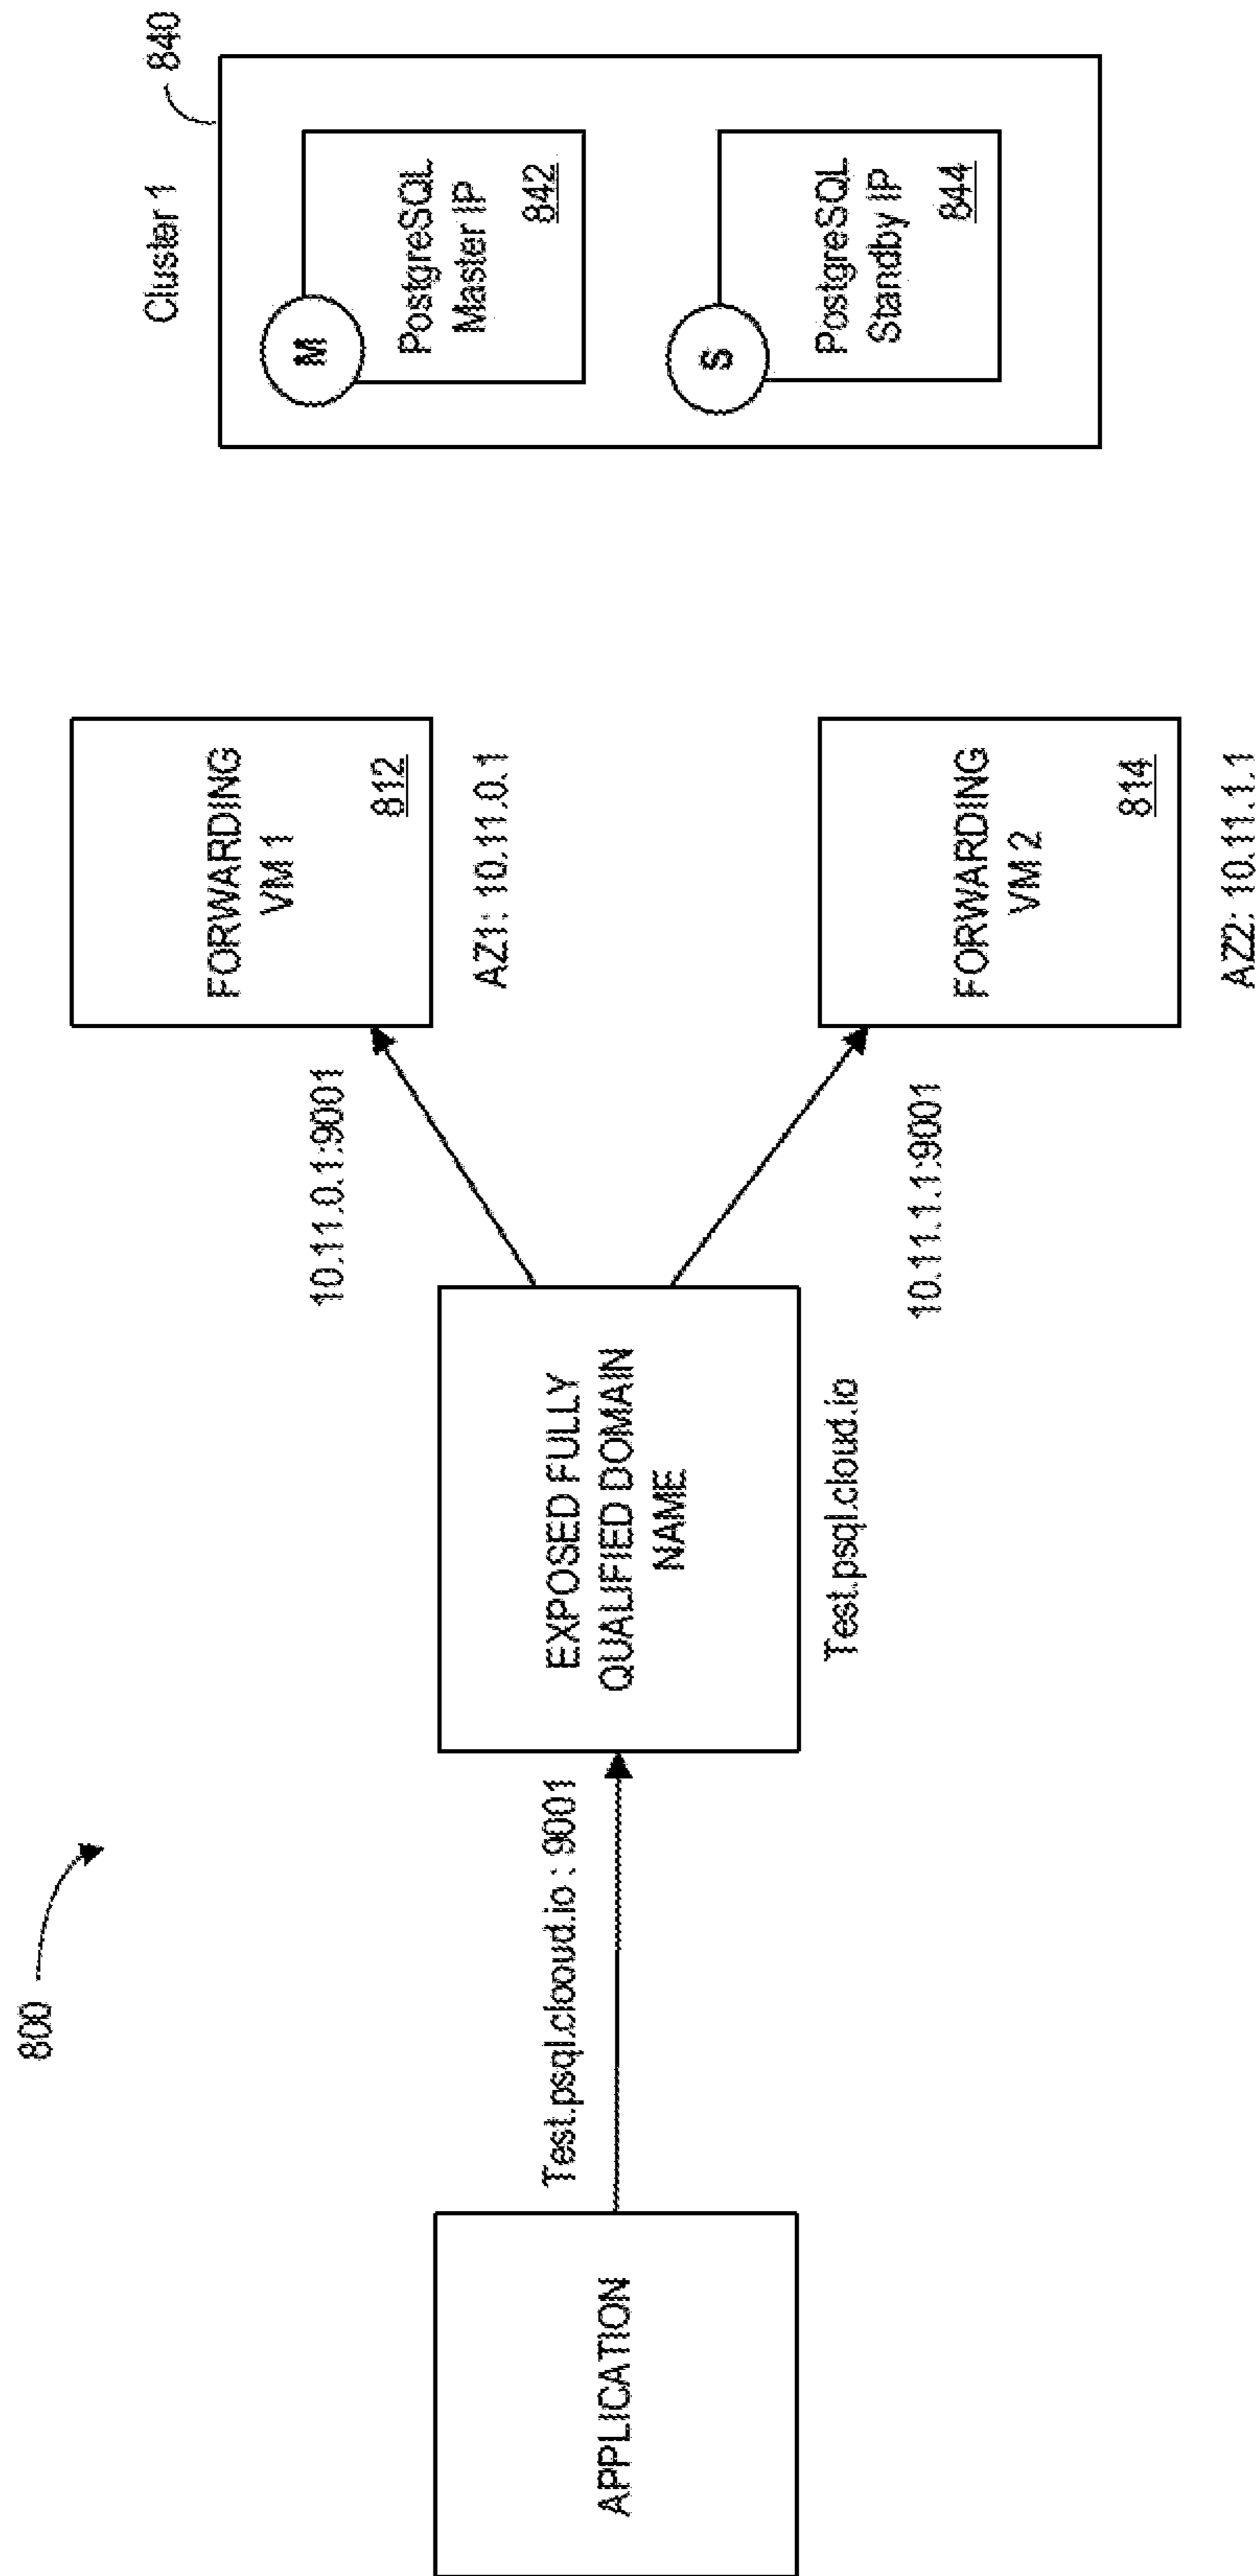 800
APPLICATION
Test.psql.clooud.io : 9001
EXPOSED FULLY
QUALIFIED DOMAIN
NAME
Test.psql.cloud.io
10.11.0.1:9001
10.11.1.1:9001
FORWARDING
VM 1
812
AZ1: 10.11.0.1
FORWARDING
VM 2
814
AZ2: 10.11.1.1
Cluster 1
840
M
PostgreSQL
Master IP
842
S
PostgreSQL
Standby IP
844